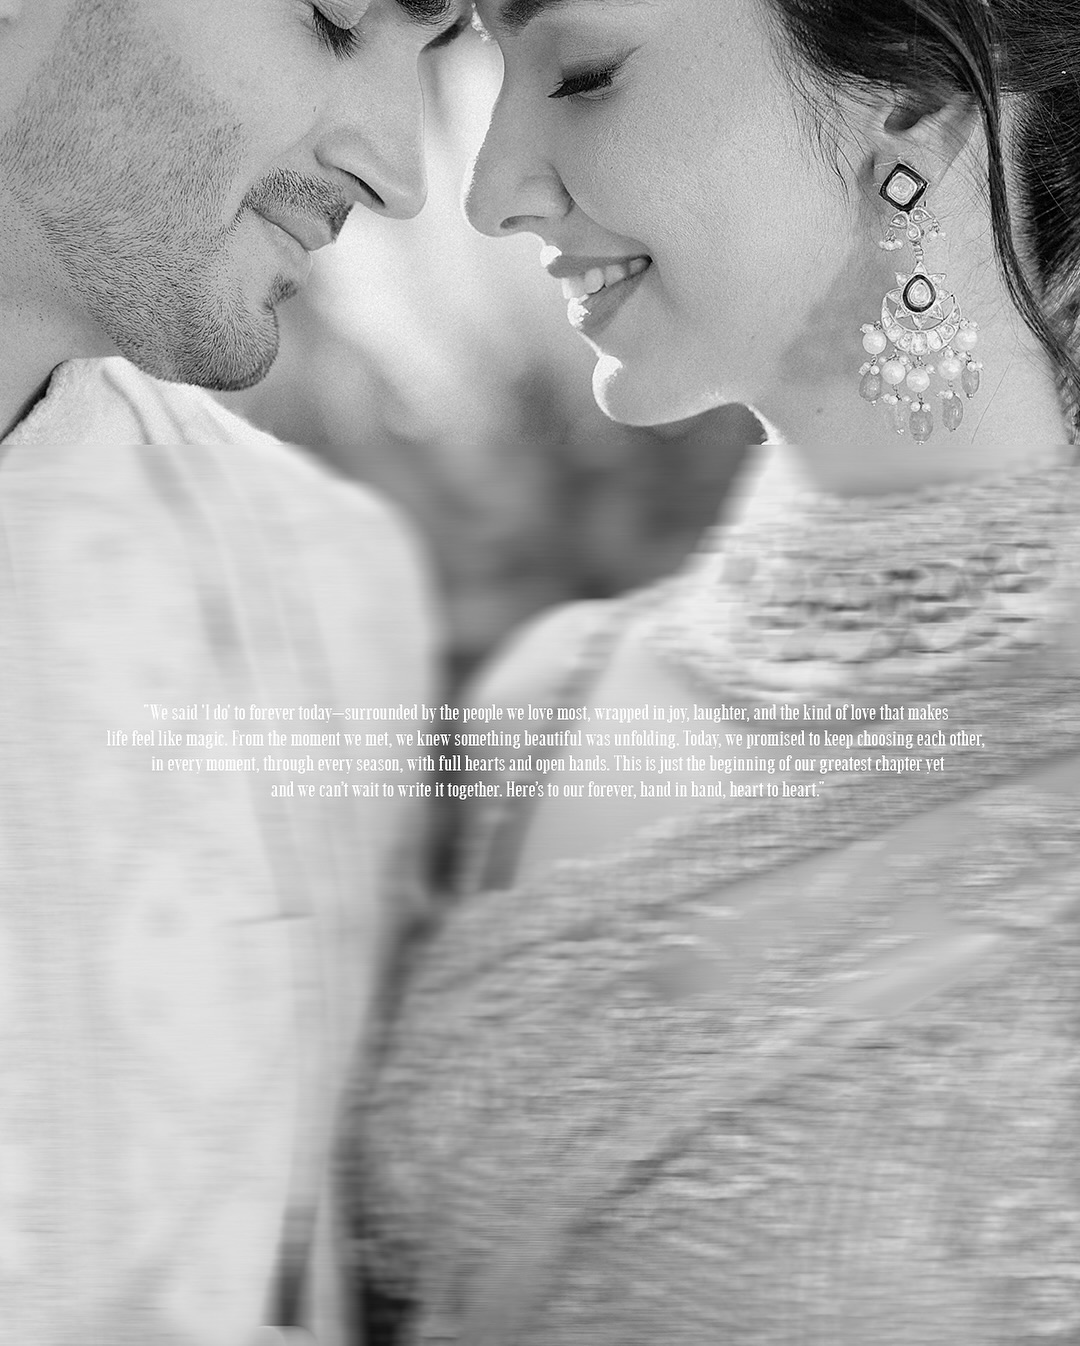 "We said 'I do' to forever today—surrounded by the people we love most, wrapped in joy, laughter, and the kind of love that makes
life feel like magic. From the moment we met, we knew something beautiful was unfolding. Today, we promised to keep choosing each other,
in every moment, through every season, with full hearts and open hands. This is just the beginning of our greatest chapter yet
and we can't wait to write it together. Here's to our forever, hand in hand, heart to heart."